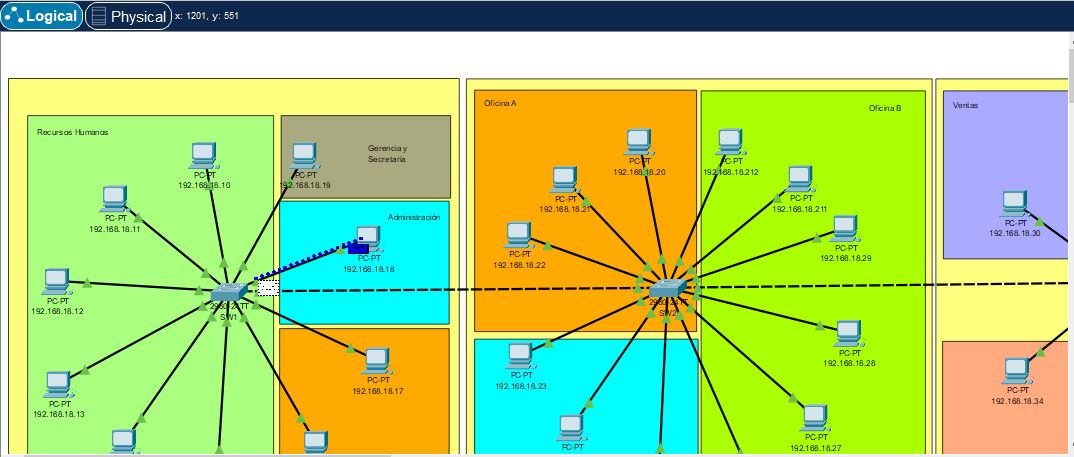 Logical
Physical
x: 1201, y: 551
Recursos Humanos
PC-PT
192.168.18.10
PC-PT
192.168.18.11
PC-PT
192.168.18.12
PC-PT
192.168.18.13
2960-24TT
SW1
Gerencia y
Secretaria
PC-PT
192.168.18.19
Administración
PC-PT
192.168.18.18
PC-PT
192.168.18.17
Oficina A
PC-PT
192.168.18.20
PC-PT
192.168.18.21
PC-PT
192.168.18.22
2960-24TT
SW2
PC-PT
192.168.18.23
PC-PT
Oficina B
PC-PT
192.168.18.212
PC-PT
192.168.18.211
PC-PT
192.168.18.29
PC-PT
192.168.18.28
PC-PT
192.168.18.27
Ventas
PC-PT
192.168.18.30
PC-PT
192.168.18.34